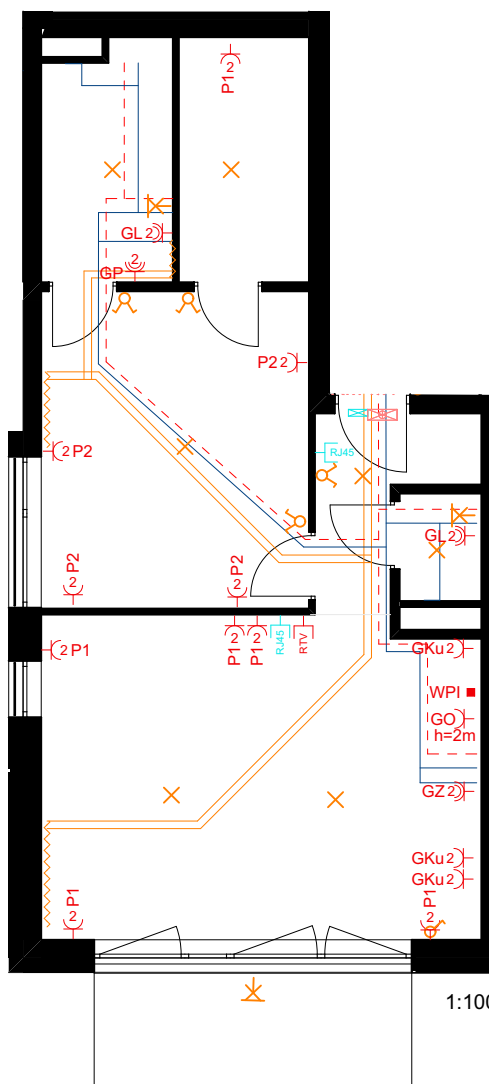 P1 2
GL 2
2
GP
P2 2
2 P2
RJ45
GL 2
P2
2
P2
2
P1 2
P1 2
RJ45
RTV
2 P1
GKu 2
WPI
GO 2
h=2m
GZ 2
GKu 2
GKu 2
P1
2
P1
2
1:100